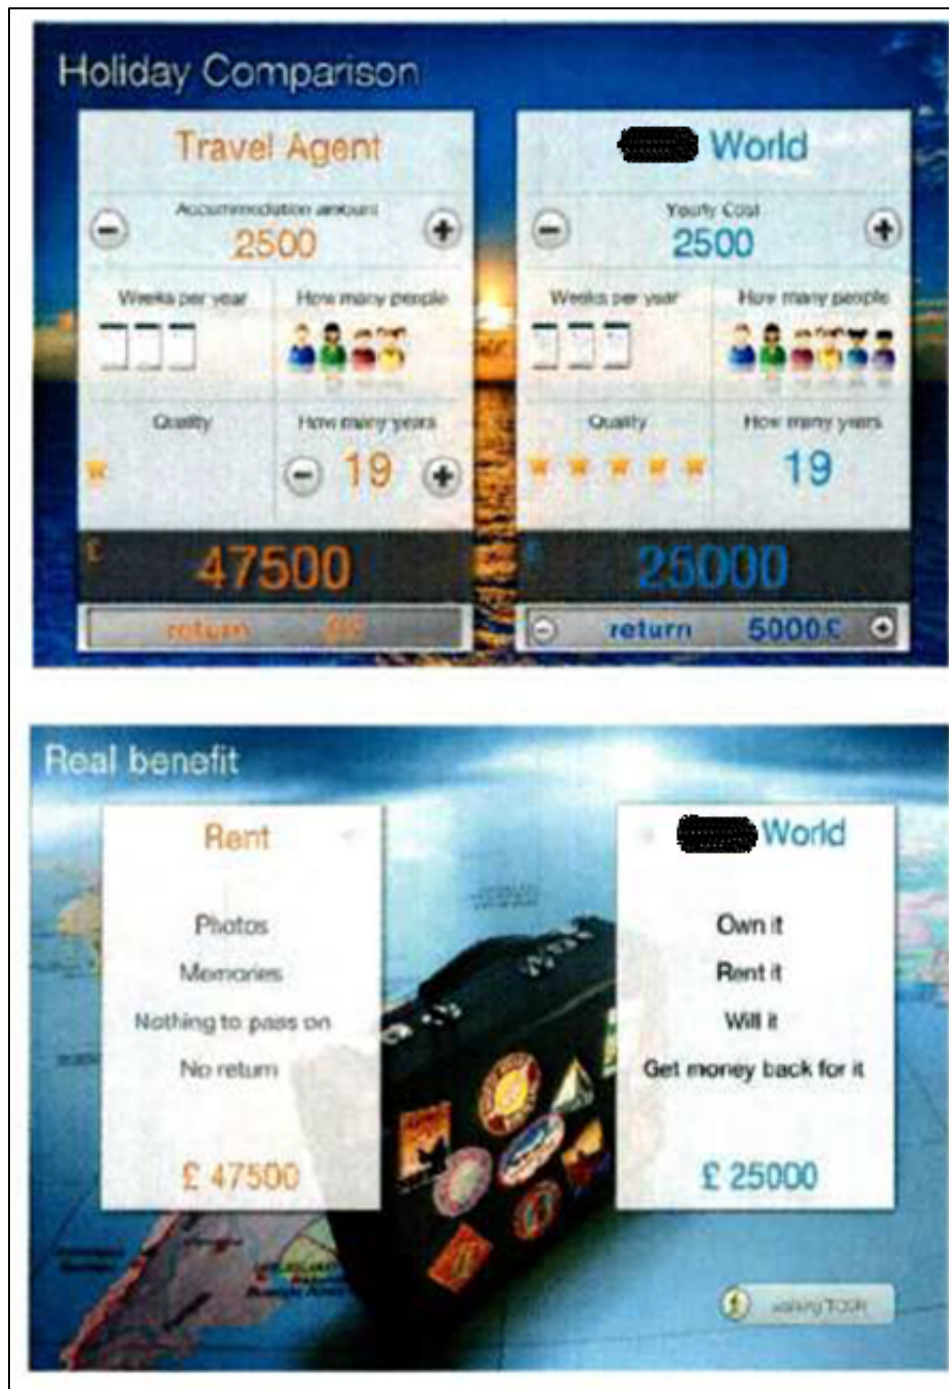 Holiday Comparison
Travel Agent
Accommodation amount
2500
Weeks per year How many people
Quality How many years
19
£ 47500
return
World
Yearly Cost
2500
Weeks per year How many people
Quality How many years
19
£ 25000
return 5000£
Real benefit
Rent
Photos
Memories
Nothing to pass on
No return
£ 47500
World
Own it
Rent it
Will it
Get money back for it
£ 25000
walking TOUR